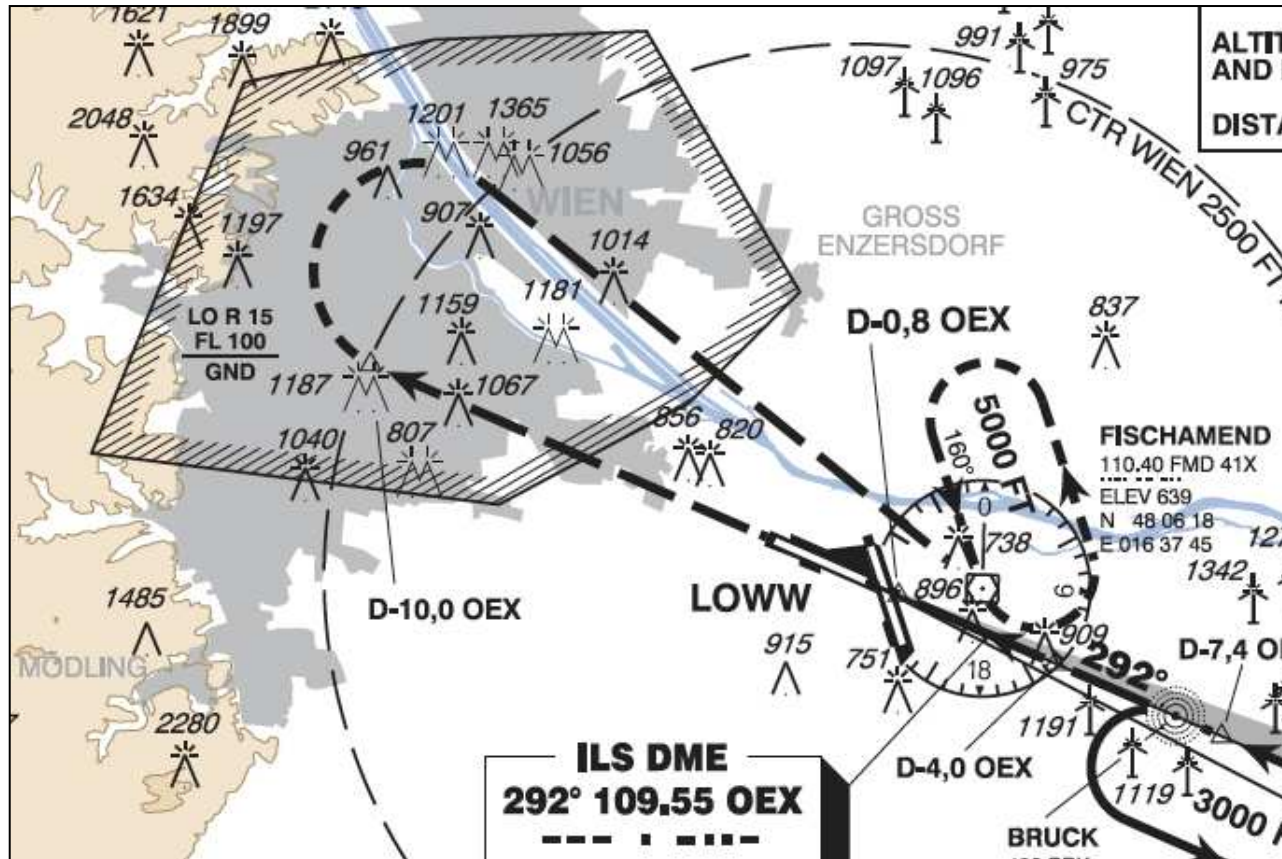 1621
1899
2048
1634
1197
961
1201
1365
1056
907
WIEN
1014
1181
1159
1187
1067
LO R 15
FL 100
GND
1040
807
856
820
991
1097
1096
975
ALTIT
AND
DISTA
CTR WIEN 2500 FT
GROSS
ENZERSDORF
837
D-0,8 OEX
5000 FT
160°
FISCHAMEND
110.40 FMD 41X
ELEV 639
N 48 06 18
E 016 37 45
1342
0
9
18
738
896
909
LOWW
915
751
D-10,0 OEX
1485
MÖDLING
2280
292°
D-7,4 OE
1191
D-4,0 OEX
1119
3000
BRUCK
ILS DME
292° 109.55 OEX